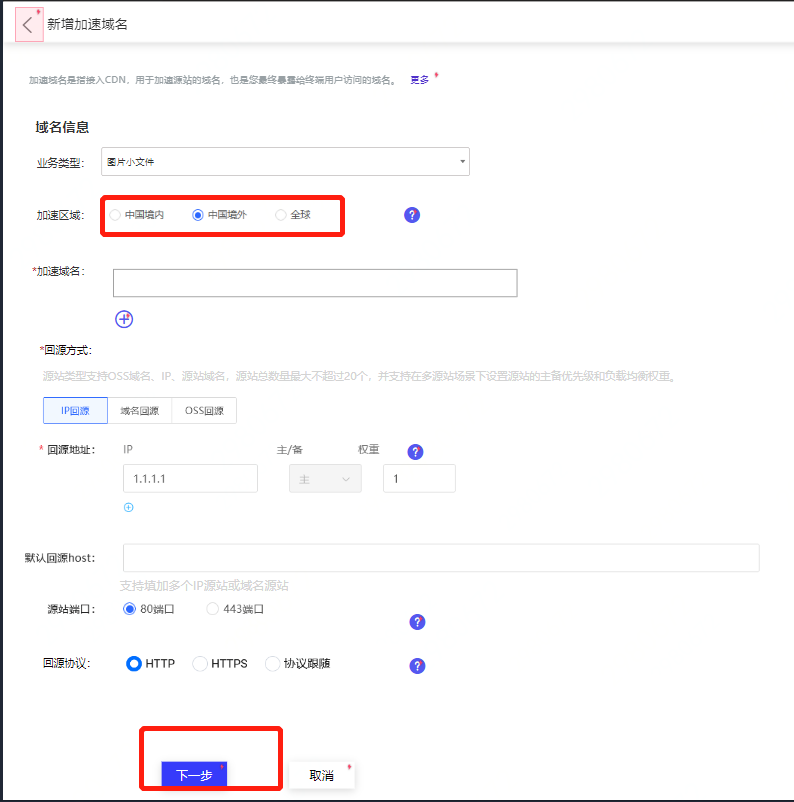 新增加速域名
加速域名是指接入CDN，用于加速源站的域名，也是您最终暴露给终端用户访问的域名。 更多
域名信息
业务类型: 图片小文件
加速区域: 中国境内 中国境外 全球 ?
*加速域名:
*回源方式:
源站类型支持OSS域名、IP、源站域名，源站总数量最大不超过20个，并支持在多源站场景下设置源站的主备优先级和负载均衡权重。
IP回源 域名回源 OSS回源
* 回源地址: IP 主/备 权重 ?
1.1.1.1 主 1
默认回源host:
支持填加多个IP源站或域名源站
源站端口: 80端口 443端口 ?
回源协议: HTTP HTTPS 协议跟随 ?
下一步 取消